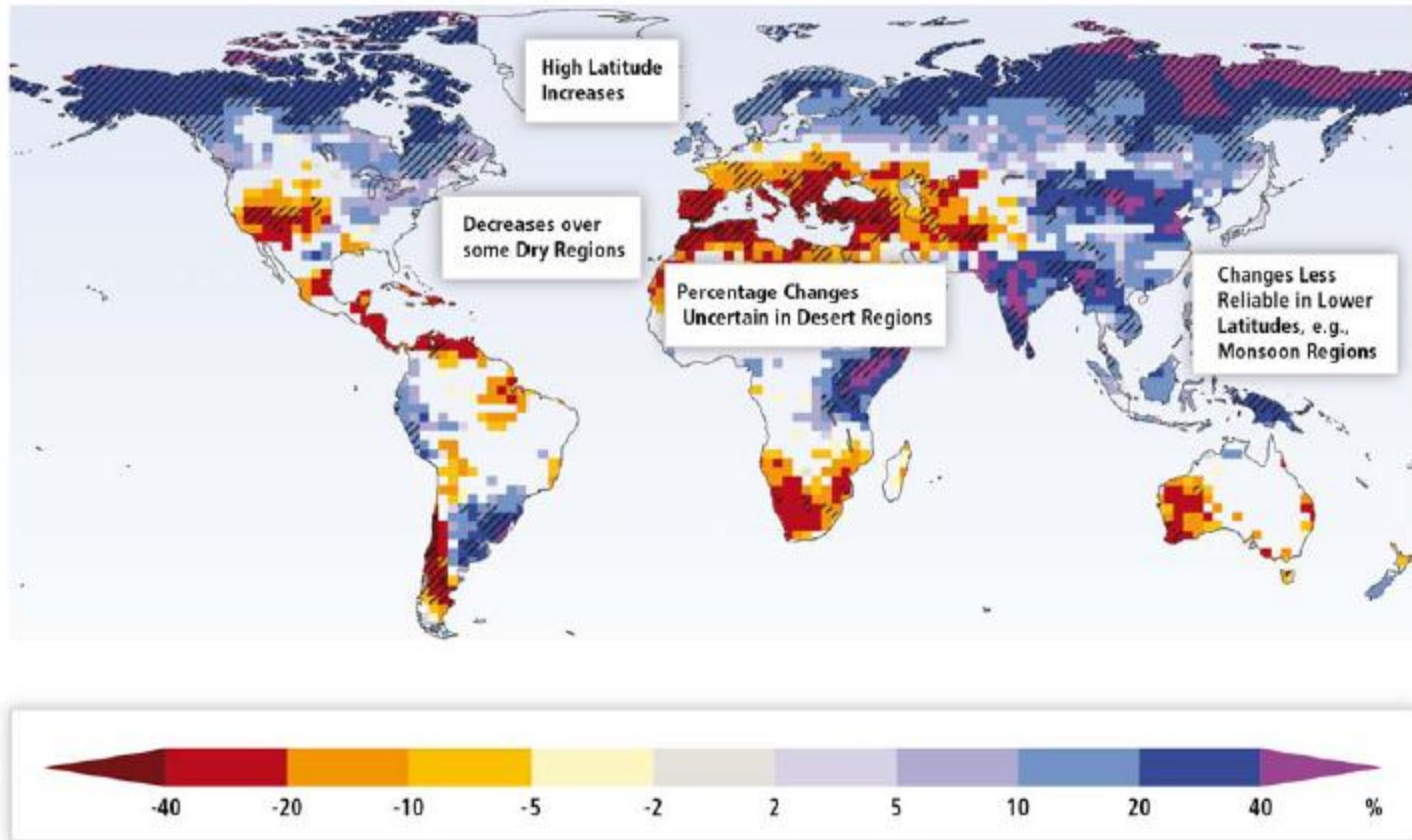 High Latitude
Increases
Decreases over
some Dry Regions
Percentage Changes
Uncertain in Desert Regions
Changes Less
Reliable in Lower
Latitudes, e.g.,
Monsoon Regions
-40 -20 -10 -5 -2 2 5 10 20 40 %